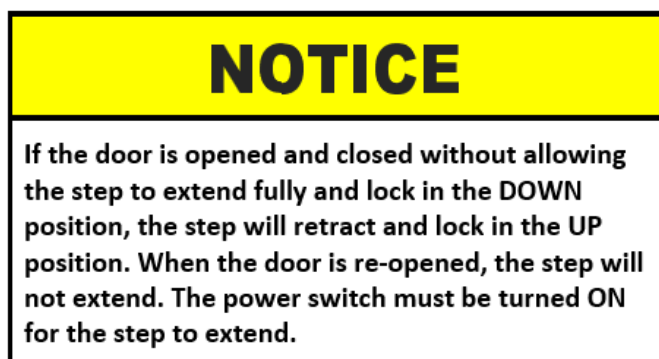 NOTICE
If the door is opened and closed without allowing
the step to extend fully and lock in the DOWN
position, the step will retract and lock in the UP
position. When the door is re-opened, the step will
not extend. The power switch must be turned ON
for the step to extend.